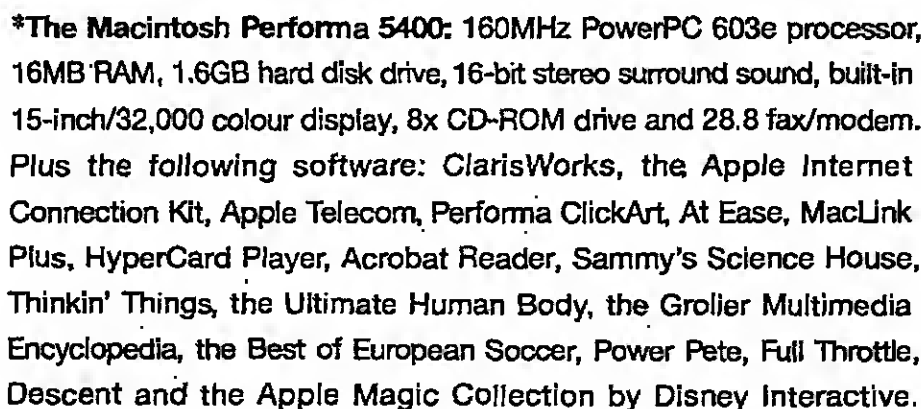 *The Macintosh Performa 5400: 160MHz PowerPC 603e processor,
16MB RAM, 1.6GB hard disk drive, 16-bit stereo surround sound, built-in
15-inch/32,000 colour display, 8x CD-ROM drive and 28.8 fax/modem.
Plus the following software: ClarisWorks, the Apple Internet
Connection Kit, Apple Telecom, Performa ClickArt, At Ease, MacLink
Plus, HyperCard Player, Acrobat Reader, Sammy's Science House,
Thinkin' Things, the Ultimate Human Body, the Grolier Multimedia
Encyclopedia, the Best of European Soccer, Power Pete, Full Throttle,
Descent and the Apple Magic Collection by Disney Interactive.